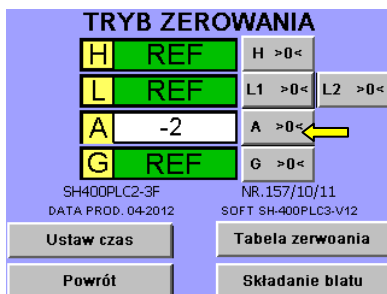 TRYB ZEROWANIA
H REF H >0<
L REF L1 >0< L2 >0<
A -2 A >0<
G REF G >0<
SH400PLC2-3F NR.157/10/11
DATA PROD. 04-2012 SOFT SH-400PLC3-V12
Ustaw czas Tabela zerwoania
Powrót Składanie blatu